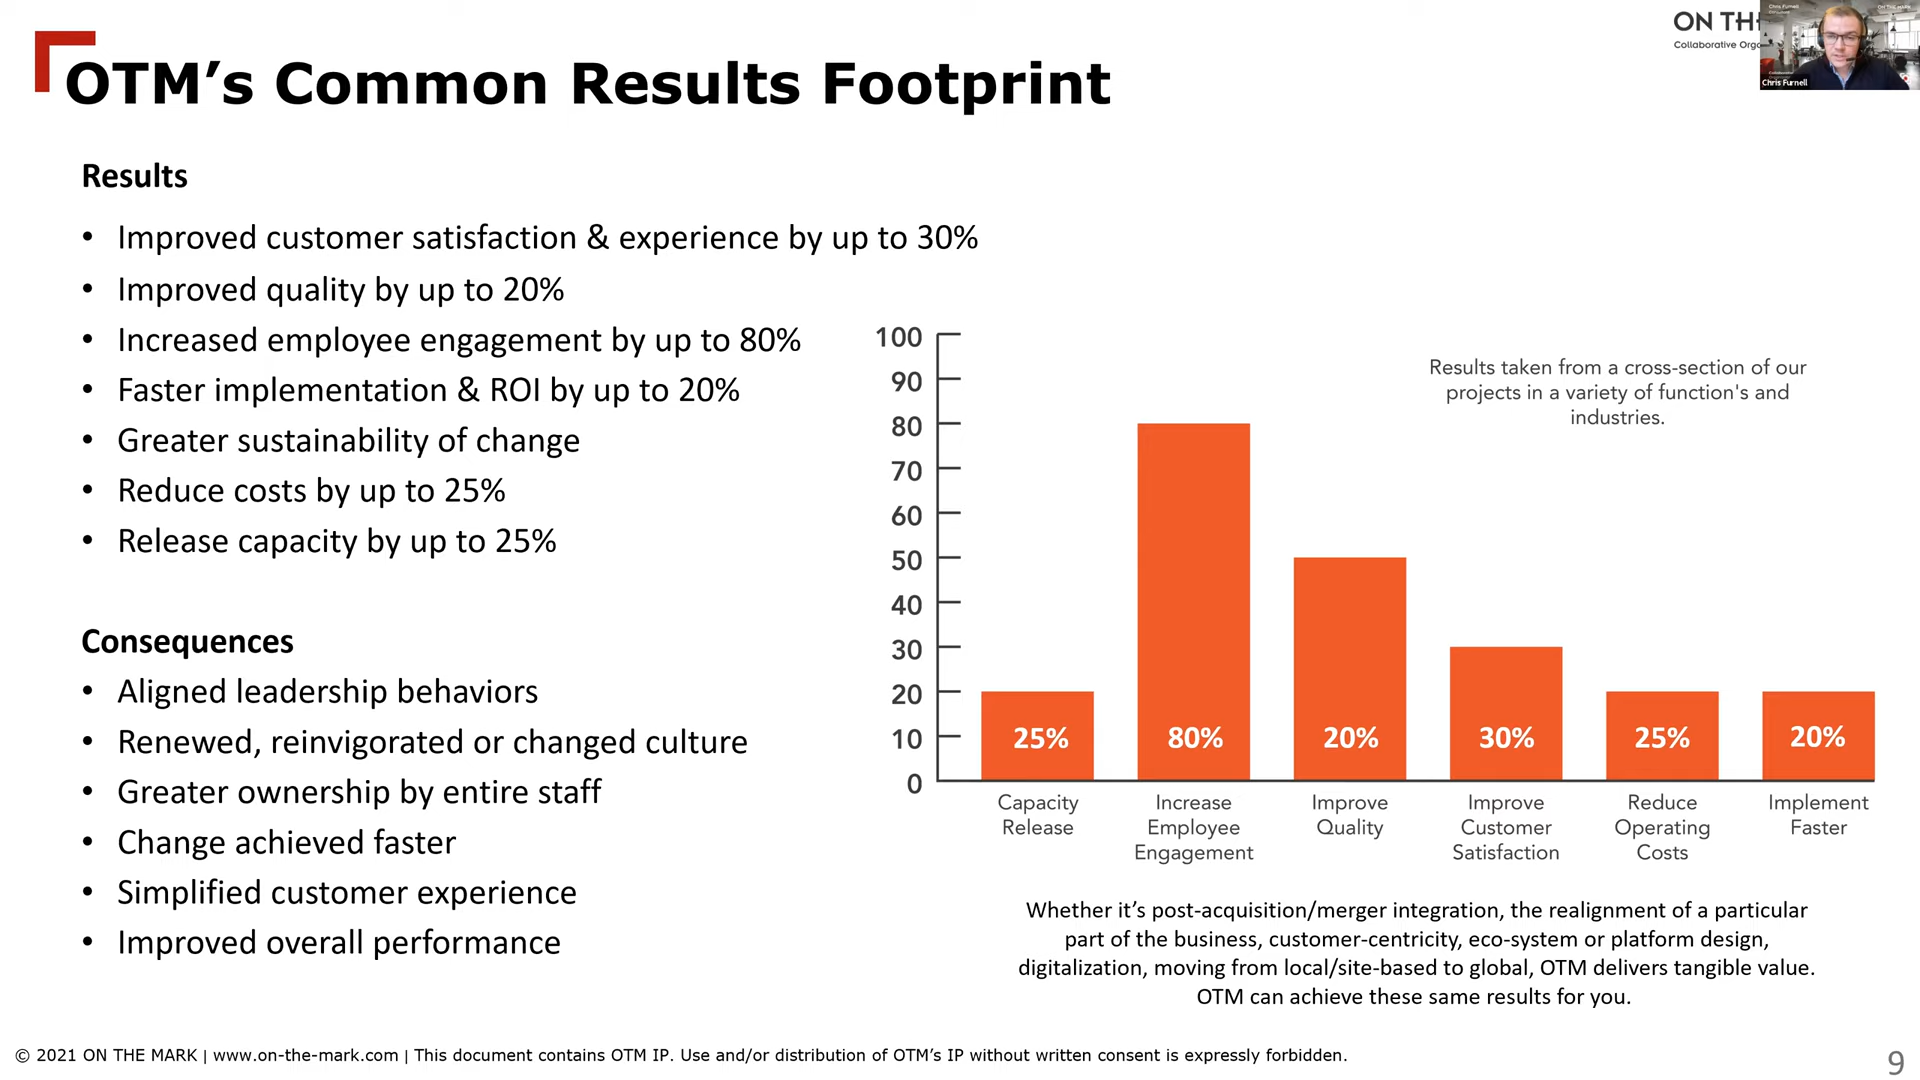 ON TH
Collaborative Orga
Chris Furnell
OTM’s Common Results Footprint
Results
• Improved customer satisfaction & experience by up to 30%
• Improved quality by up to 20%
• Increased employee engagement by up to 80%
• Faster implementation & ROI by up to 20%
• Greater sustainability of change
• Reduce costs by up to 25%
• Release capacity by up to 25%
Consequences
• Aligned leadership behaviors
• Renewed, reinvigorated or changed culture
• Greater ownership by entire staff
• Change achieved faster
• Simplified customer experience
• Improved overall performance
Results taken from a cross-section of our
projects in a variety of function's and
industries.
100
90
80
70
60
50
40
30
20
10
0
25% 80% 20% 30% 25% 20%
Capacity
Release
Increase
Employee
Engagement
Improve
Quality
Improve
Customer
Satisfaction
Reduce
Operating
Costs
Implement
Faster
Whether it’s post-acquisition/merger integration, the realignment of a particular
part of the business, customer-centricity, eco-system or platform design,
digitalization, moving from local/site-based to global, OTM delivers tangible value.
OTM can achieve these same results for you.
© 2021 ON THE MARK | www.on-the-mark.com | This document contains OTM IP. Use and/or distribution of OTM’s IP without written consent is expressly forbidden.
9